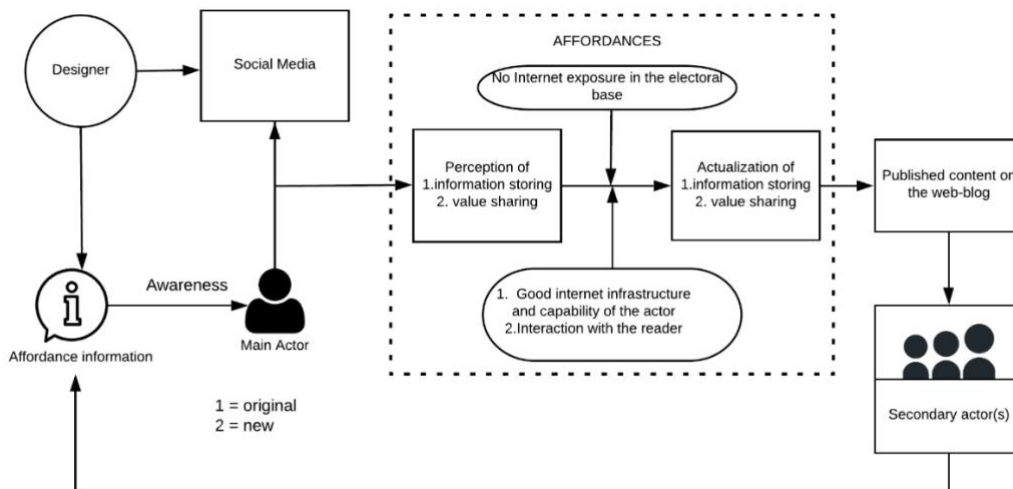 Designer
Social Media
AFFORDANCES
No Internet exposure in the electoral
base
Perception of
1.information storing
2. value sharing
Actualization of
1.information storing
2. value sharing
Published content on
the web-blog
1. Good internet infrastructure
and capability of the actor
2.Interaction with the reader
Awareness
Affordance information
Main Actor
1 = original
2 = new
Secondary actor(s)